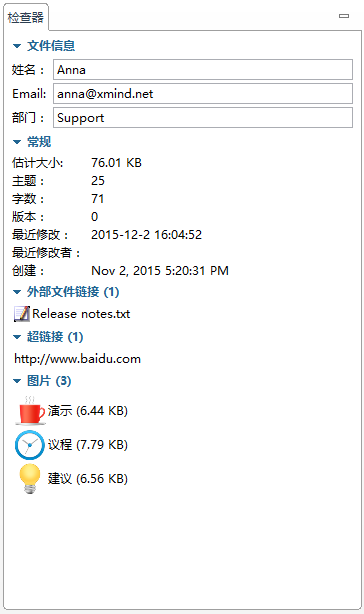 检查器
文件信息
姓名： Anna
Email: anna@xmind.net
部门： Support
常规
估计大小: 76.01 KB
主题： 25
字数： 71
版本： 0
最近修改： 2015-12-2 16:04:52
最近修改者：
创建： Nov 2, 2015 5:20:31 PM
外部文件链接 (1)
Release notes.txt
超链接 (1)
http://www.baidu.com
图片 (3)
演示 (6.44 KB)
议程 (7.79 KB)
建议 (6.56 KB)